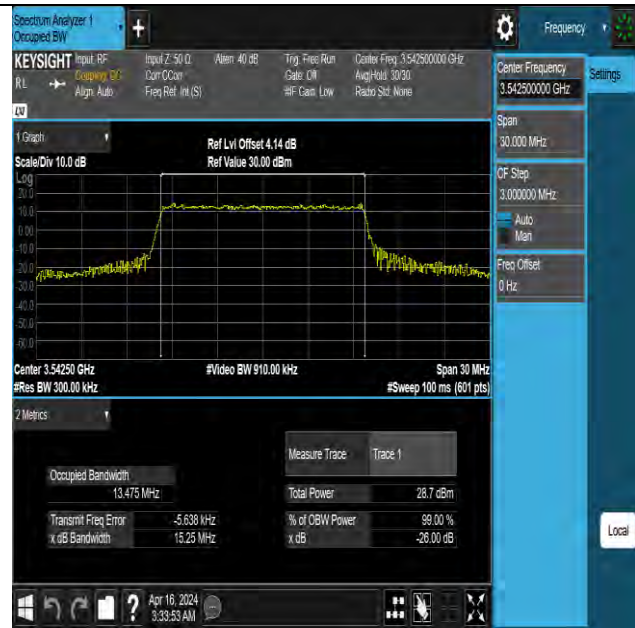 Spectrum Analyzer 1
Occupied BW
Frequency
KEYSIGHT
RL
LXI
Input: RF
Coupling: DC
Align: Auto
Input Z: 50 Ω
Corr CCorr
Freq Ref: Int (S)
Atten: 40 dB
Trig: Free Run
Gate: Off
#IF Gain: Low
Center Freq: 3.542500000 GHz
Avg|Hold: 30/30
Radio Std: None
Center Frequency
3.542500000 GHz
Settings
Span
30.000 MHz
CF Step
3.000000 MHz
Auto
Man
Freq Offset
0 Hz
Local
1 Graph
Scale/Div 10.0 dB
Ref Lvl Offset 4.14 dB
Ref Value 30.00 dBm
Log
20.0
10.0
0.00
-10.0
-20.0
-30.0
-40.0
-50.0
-60.0
Center 3.54250 GHz
#Video BW 910.00 kHz
Span 30 MHz
#Res BW 300.00 kHz
#Sweep 100 ms (601 pts)
2 Metrics
Measure Trace Trace 1
Occupied Bandwidth
13.475 MHz
Total Power 28.7 dBm
Transmit Freq Error -5.638 kHz
% of OBW Power 99.00 %
x dB Bandwidth 15.25 MHz
x dB -26.00 dB
Apr 16, 2024
3:33:53 AM